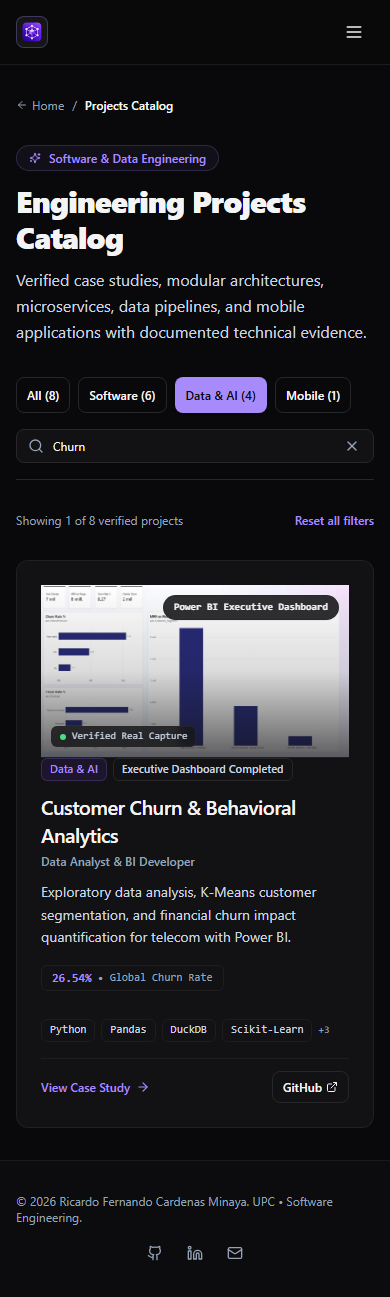 Home / Projects Catalog
Software & Data Engineering
Engineering Projects
Catalog
Verified case studies, modular architectures,
microservices, data pipelines, and mobile
applications with documented technical evidence.
All (8) Software (6) Data & AI (4) Mobile (1)
Churn
Showing 1 of 8 verified projects Reset all filters
Power BI Executive Dashboard
Verified Real Capture
Data & AI Executive Dashboard Completed
Customer Churn & Behavioral
Analytics
Data Analyst & BI Developer
Exploratory data analysis, K-Means customer
segmentation, and financial churn impact
quantification for telecom with Power BI.
26.54% • Global Churn Rate
Python Pandas DuckDB Scikit-Learn +3
View Case Study GitHub
© 2026 Ricardo Fernando Cardenas Minaya. UPC • Software
Engineering.